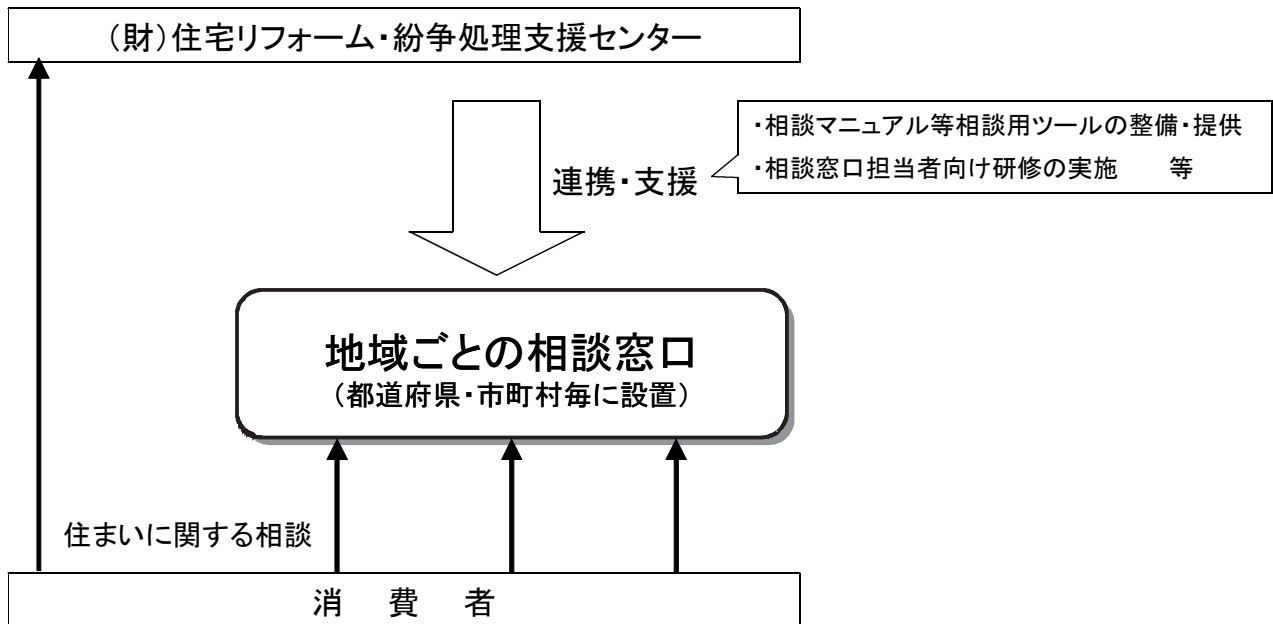 （財）住宅リフォーム・紛争処理支援センター
・相談マニュアル等相談用ツールの整備・提供
・相談窓口担当者向け研修の実施　等
連携・支援
地域ごとの相談窓口
（都道府県・市町村毎に設置）
住まいに関する相談
消　費　者